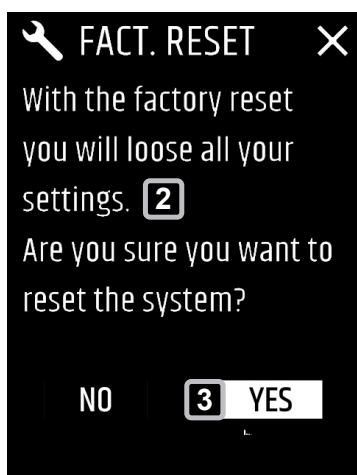 FACT. RESET
With the factory reset
you will loose all your
settings. 2
Are you sure you want to
reset the system?
NO 3 YES